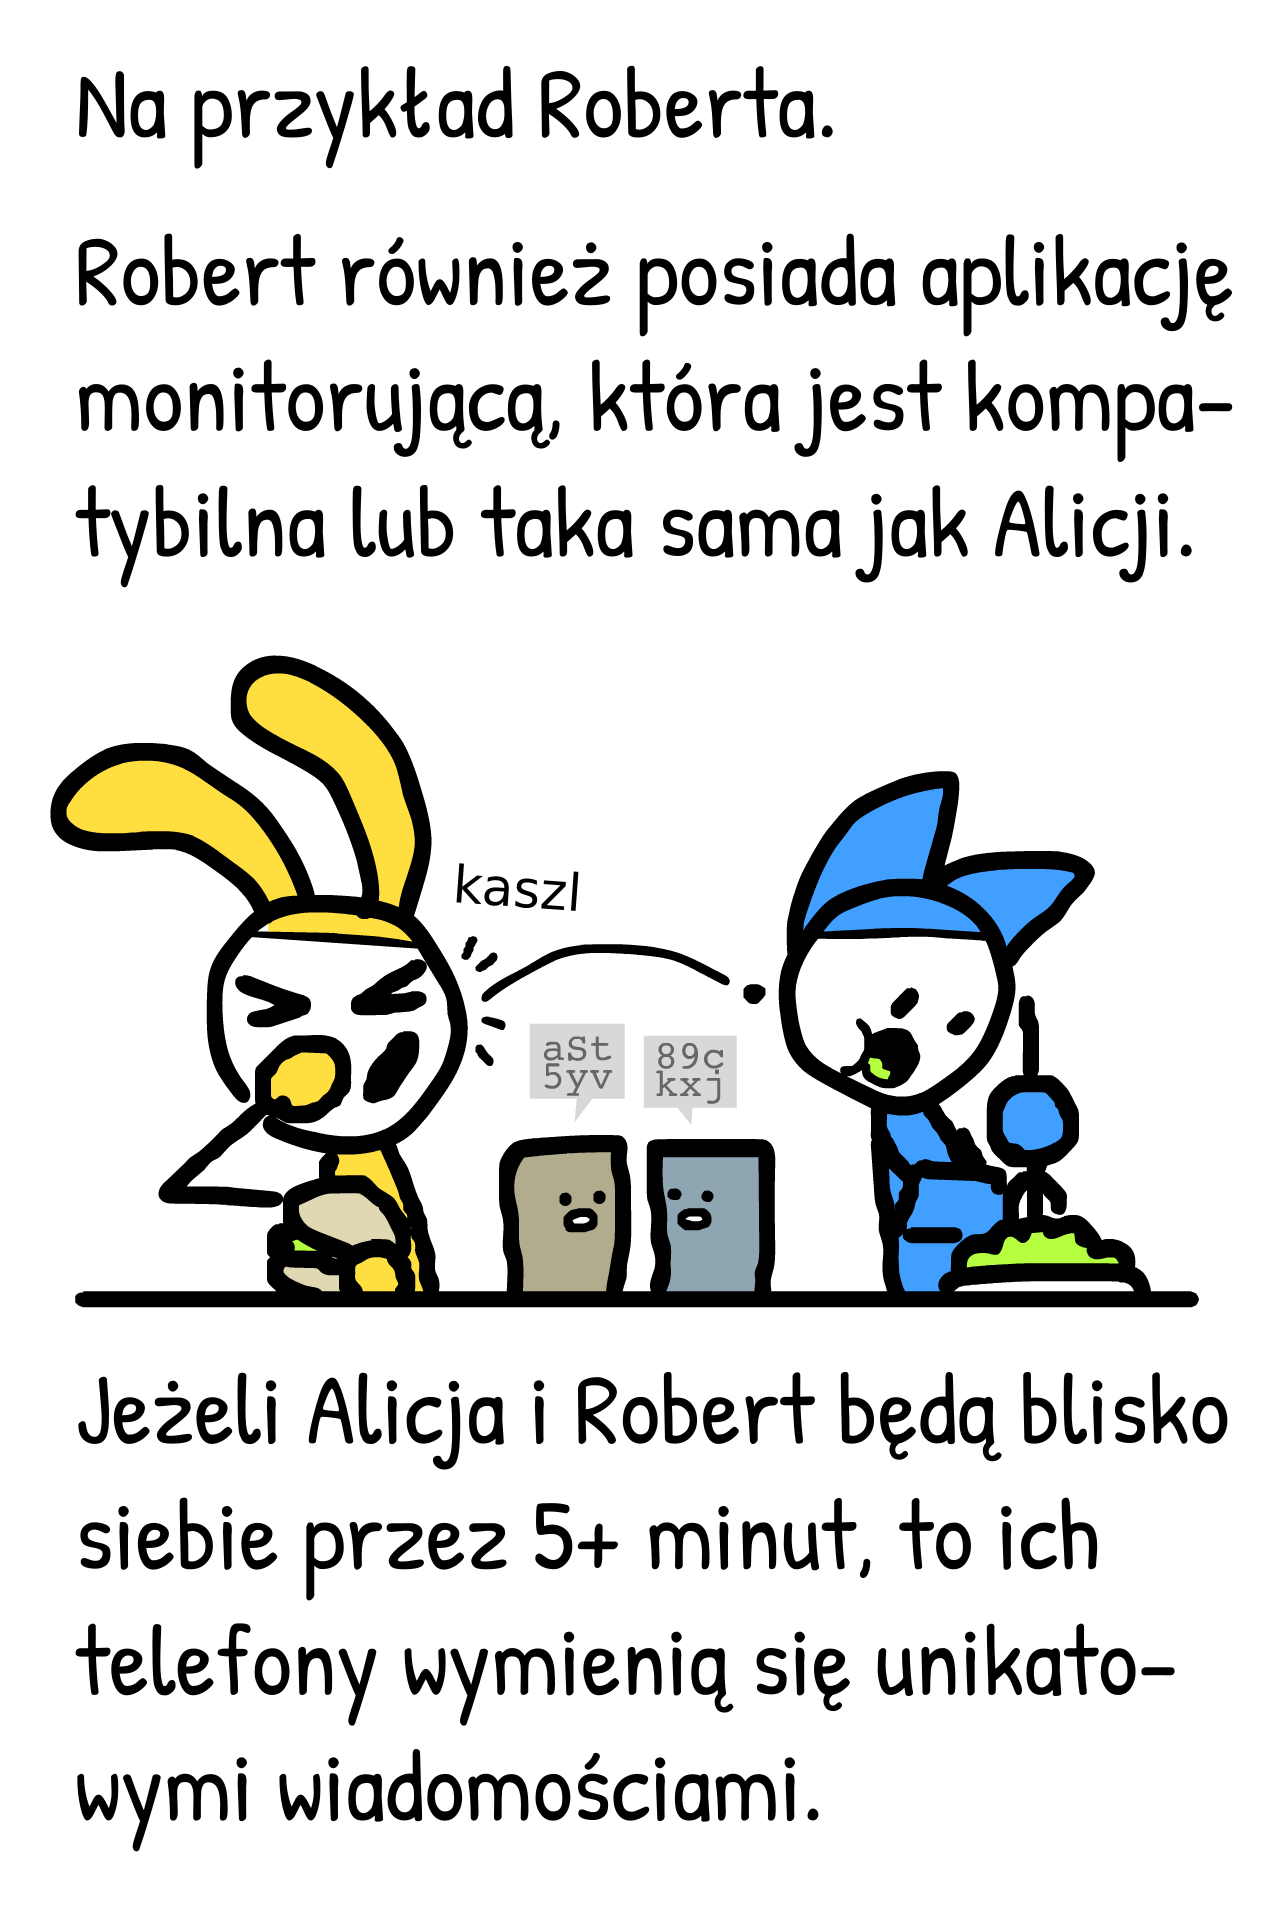 Na przykład Roberta.
Robert również posiada aplikację
monitorującą, która jest kompa-
tybilna lub taka sama jak Alicji.
kaszl
aSt
5yv
89c
kxj
Jeżeli Alicja i Robert będą blisko
siebie przez 5+ minut, to ich
telefony wymienią się unikato-
wymi wiadomościami.